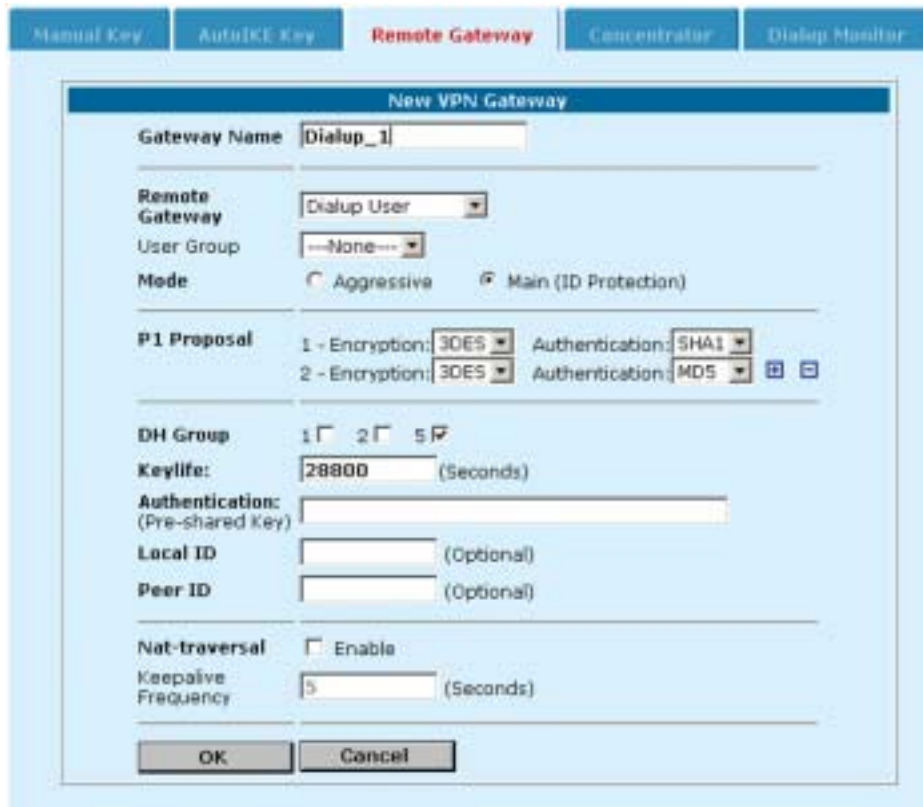 Manual Key AutoIKE Key Remote Gateway Concentrator Dialup Monitor
New VPN Gateway
Gateway Name Dialup_1
Remote Gateway Dialup User
User Group ---None---
Mode Aggressive Main (ID Protection)
P1 Proposal 1 - Encryption: 3DES Authentication: SHA1
2 - Encryption: 3DES Authentication: MD5
DH Group 1 2 5
Keylife: 28800 (Seconds)
Authentication:
(Pre-shared Key)
Local ID (Optional)
Peer ID (Optional)
Nat-traversal Enable
Keepalive Frequency 5 (Seconds)
OK Cancel